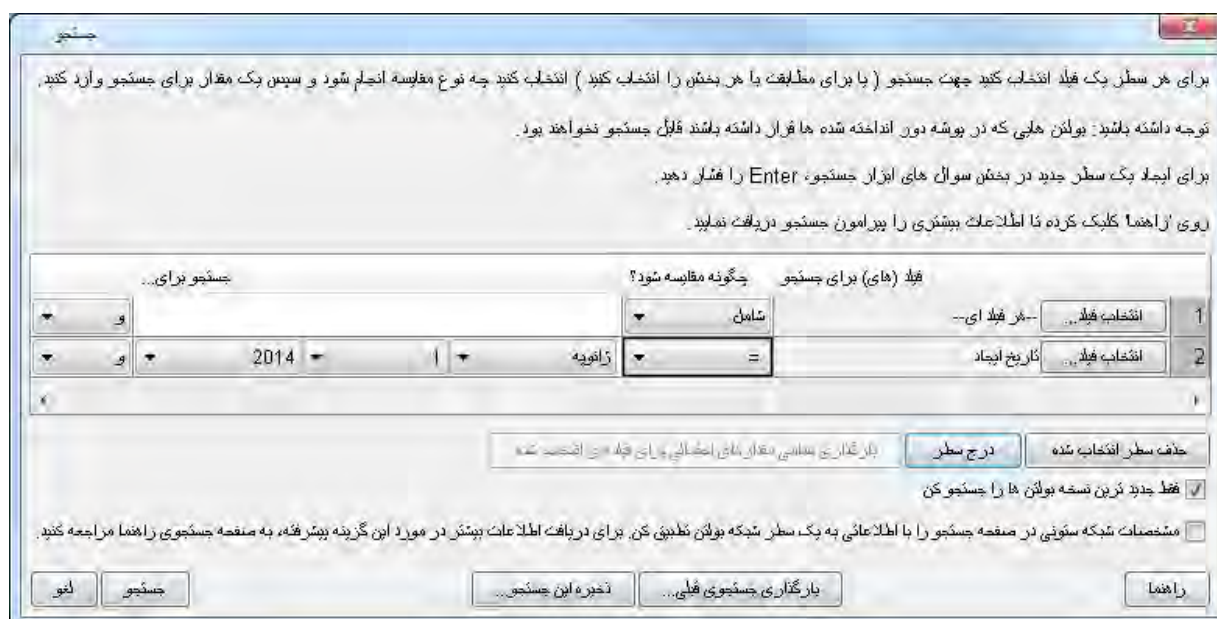 جستجو
برای هر سطر یک فیلد انتخاب کنید جهت جستجو ( یا برای مطابقت با هر بخش را انتخاب کنید ) انتخاب کنید چه نوع مقایسه انجام شود و سپس یک مقدار برای جستجو وارد کنید.
توجه داشته باشید: بولتن هایی که در پوشه دور انداخته شده ها قرار داشته باشند قابل جستجو نخواهند بود.
برای ایجاد یک سطر جدید در بخش سوال های ابزار جستجو، Enter را فشار دهید.
روی 'راهنما' کلیک کرده تا اطلاعات بیشتری را پیرامون جستجو دریافت نمایید.
فیلد (های) برای جستجو چگونه مقایسه شود؟ جستجو برای...
1 انتخاب فیلد... --هر فیلد ای-- شامل و
2 انتخاب فیلد... تاریخ ایجاد = ژانویه 1 2014 و
حذف سطر انتخاب شده درج سطر بارگذاری تمامی مقدار های احتمالی برای فیلد های انتخاب شده
فقط جدید ترین نسخه بولتن ها را جستجو کن
مشخصات شبکه ستونی در صفحه جستجو را با اطلاعاتی به یک سطر شبکه بولتن تطبیق کن. برای دریافت اطلاعات بیشتر در مورد این گزینه پیشرفته، به صفحه جستجوی راهنما مراجعه کنید.
راهنما بارگذاری جستجوی قبلی... ذخیره این جستجو... جستجو لغو